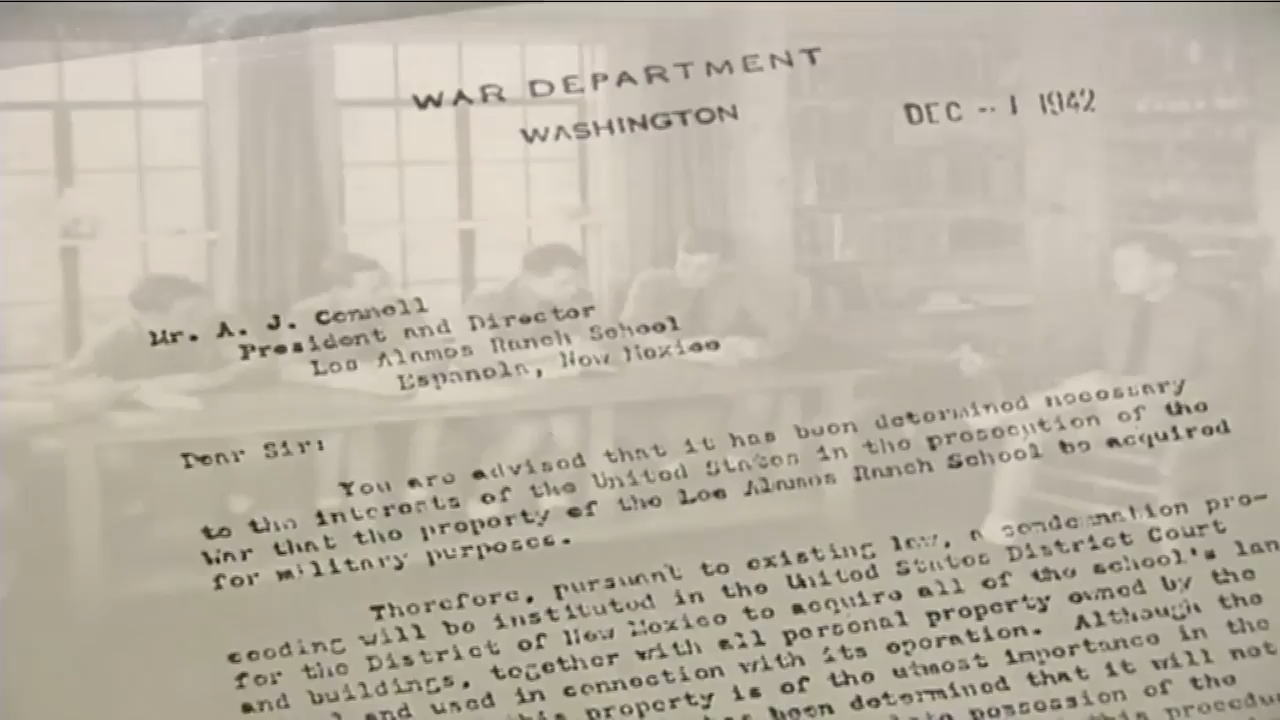 WAR DEPARTMENT
WASHINGTON
DEC -1 1942
Mr. A. J. Connell
President and Director
Los Alamos Ranch School
Espanola, New Mexico
Dear Sir:
You are advised that it has been determined necessary
to the interests of the United States in the prosecution of the
War that the property of the Los Alamos Ranch School be acquired
for military purposes.
Therefore, pursuant to existing law, a condemnation pro-
ceeding will be instituted in the United States District Court
for the District of New Mexico to acquire all of the school's lan
and buildings, together with all personal property owned by the
and used in connection with its operation. Although the
property is of the utmost importance in the
been determined that it will not
possession of the
procedu